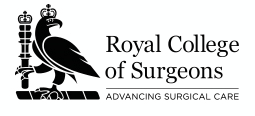 Royal College
of Surgeons
ADVANCING SURGICAL CARE